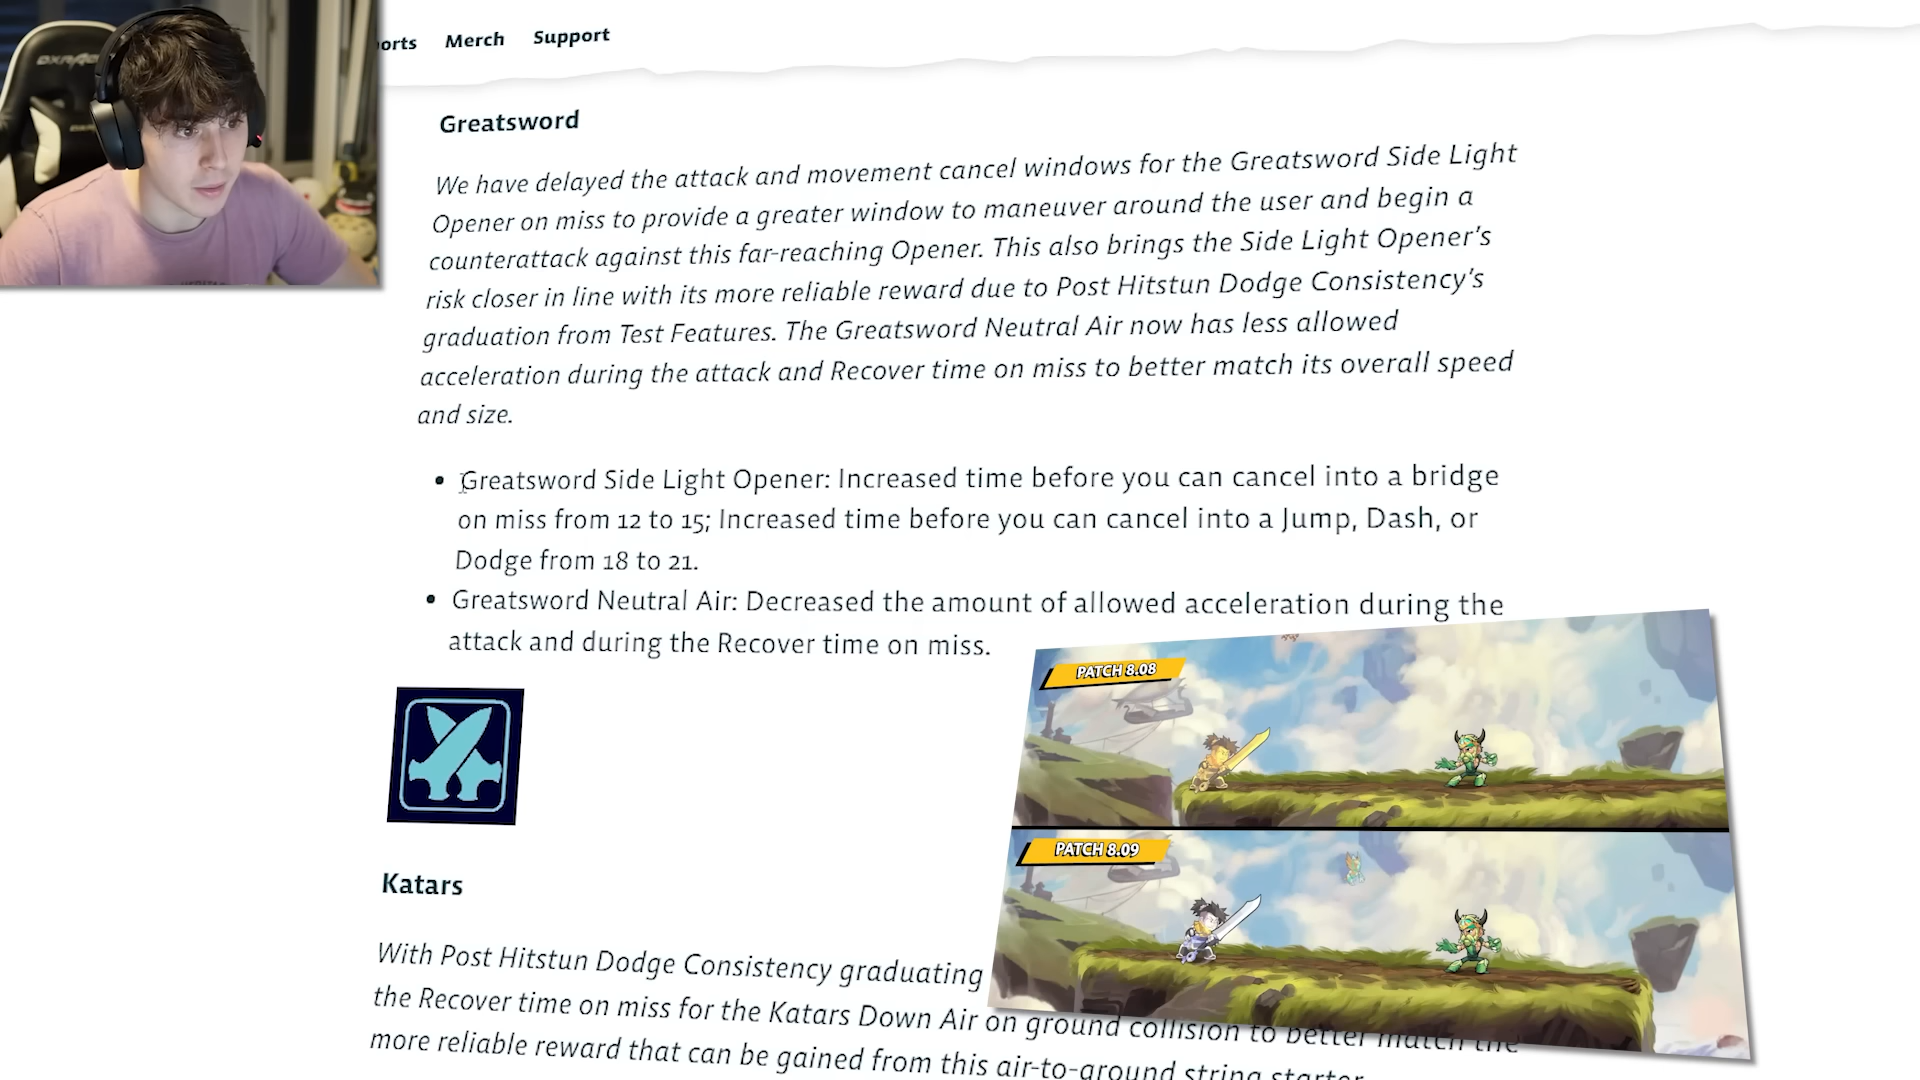 Merch Support
Greatsword
We have delayed the attack and movement cancel windows for the Greatsword Side Light
Opener on miss to provide a greater window to maneuver around the user and begin a
counterattack against this far-reaching Opener. This also brings the Side Light Opener's
risk closer in line with its more reliable reward due to Post Hitstun Dodge Consistency's
graduation from Test Features. The Greatsword Neutral Air now has less allowed
acceleration during the attack and Recover time on miss to better match its overall speed
and size.
• Greatsword Side Light Opener: Increased time before you can cancel into a bridge
on miss from 12 to 15; Increased time before you can cancel into a Jump, Dash, or
Dodge from 18 to 21.
• Greatsword Neutral Air: Decreased the amount of allowed acceleration during the
attack and during the Recover time on miss.
PATCH 8.08
PATCH 8.09
Katars
With Post Hitstun Dodge Consistency graduating
the Recover time on miss for the Katars Down Air on ground collision to better match the
more reliable reward that can be gained from this air-to-ground string starter